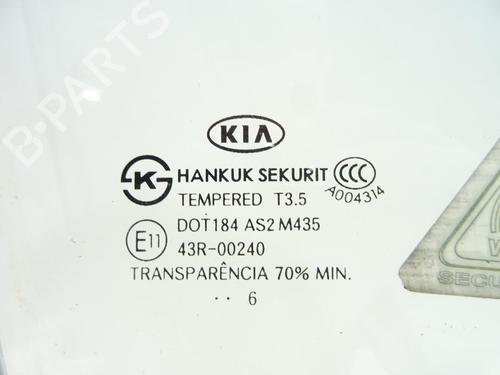 B-PARTS
KIA
HANKUK SEKURIT CCC
TEMPERED T3.5 A004314
DOT184 AS2 M435
E11 43R-00240
TRANSPARÊNCIA 70% MIN.
.. 6